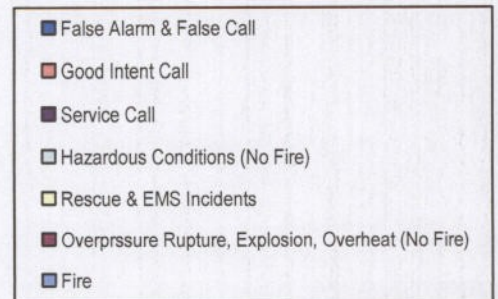 False Alarm & False Call
Good Intent Call
Service Call
Hazardous Conditions (No Fire)
Rescue & EMS Incidents
Overprssure Rupture, Explosion, Overheat (No Fire)
Fire